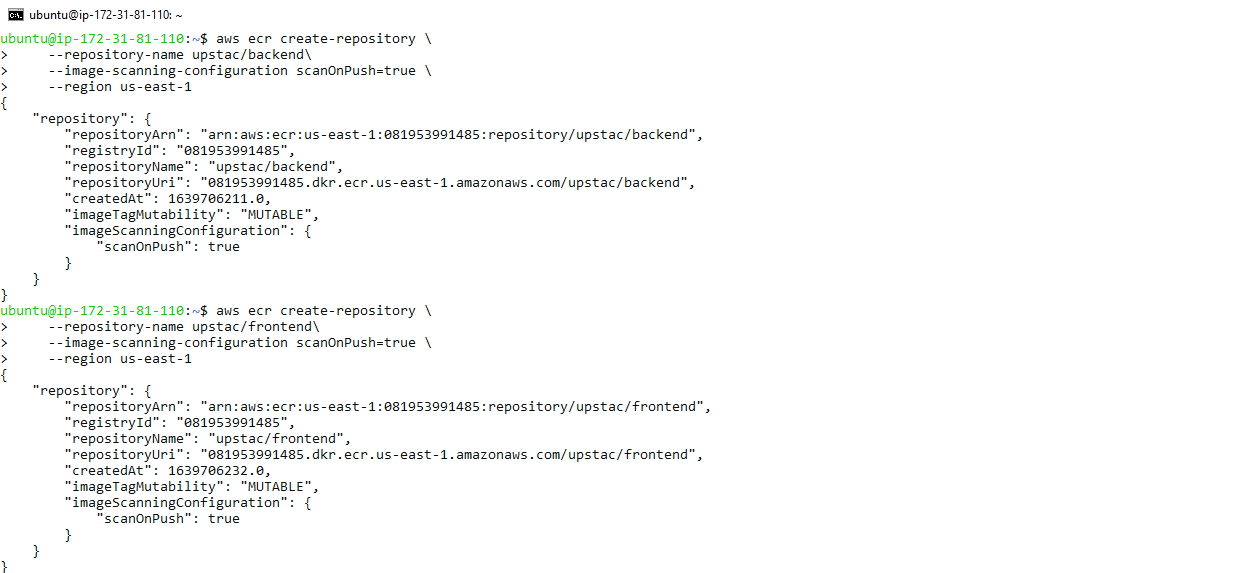 ubuntu@ip-172-31-81-110: ~
ubuntu@ip-172-31-81-110:~$ aws ecr create-repository \
>     --repository-name upstac/backend\
>     --image-scanning-configuration scanOnPush=true \
>     --region us-east-1
{
    "repository": {
        "repositoryArn": "arn:aws:ecr:us-east-1:081953991485:repository/upstac/backend",
        "registryId": "081953991485",
        "repositoryName": "upstac/backend",
        "repositoryUri": "081953991485.dkr.ecr.us-east-1.amazonaws.com/upstac/backend",
        "createdAt": 1639706211.0,
        "imageTagMutability": "MUTABLE",
        "imageScanningConfiguration": {
            "scanOnPush": true
        }
    }
}
ubuntu@ip-172-31-81-110:~$ aws ecr create-repository \
>     --repository-name upstac/frontend\
>     --image-scanning-configuration scanOnPush=true \
>     --region us-east-1
{
    "repository": {
        "repositoryArn": "arn:aws:ecr:us-east-1:081953991485:repository/upstac/frontend",
        "registryId": "081953991485",
        "repositoryName": "upstac/frontend",
        "repositoryUri": "081953991485.dkr.ecr.us-east-1.amazonaws.com/upstac/frontend",
        "createdAt": 1639706232.0,
        "imageTagMutability": "MUTABLE",
        "imageScanningConfiguration": {
            "scanOnPush": true
        }
    }
}